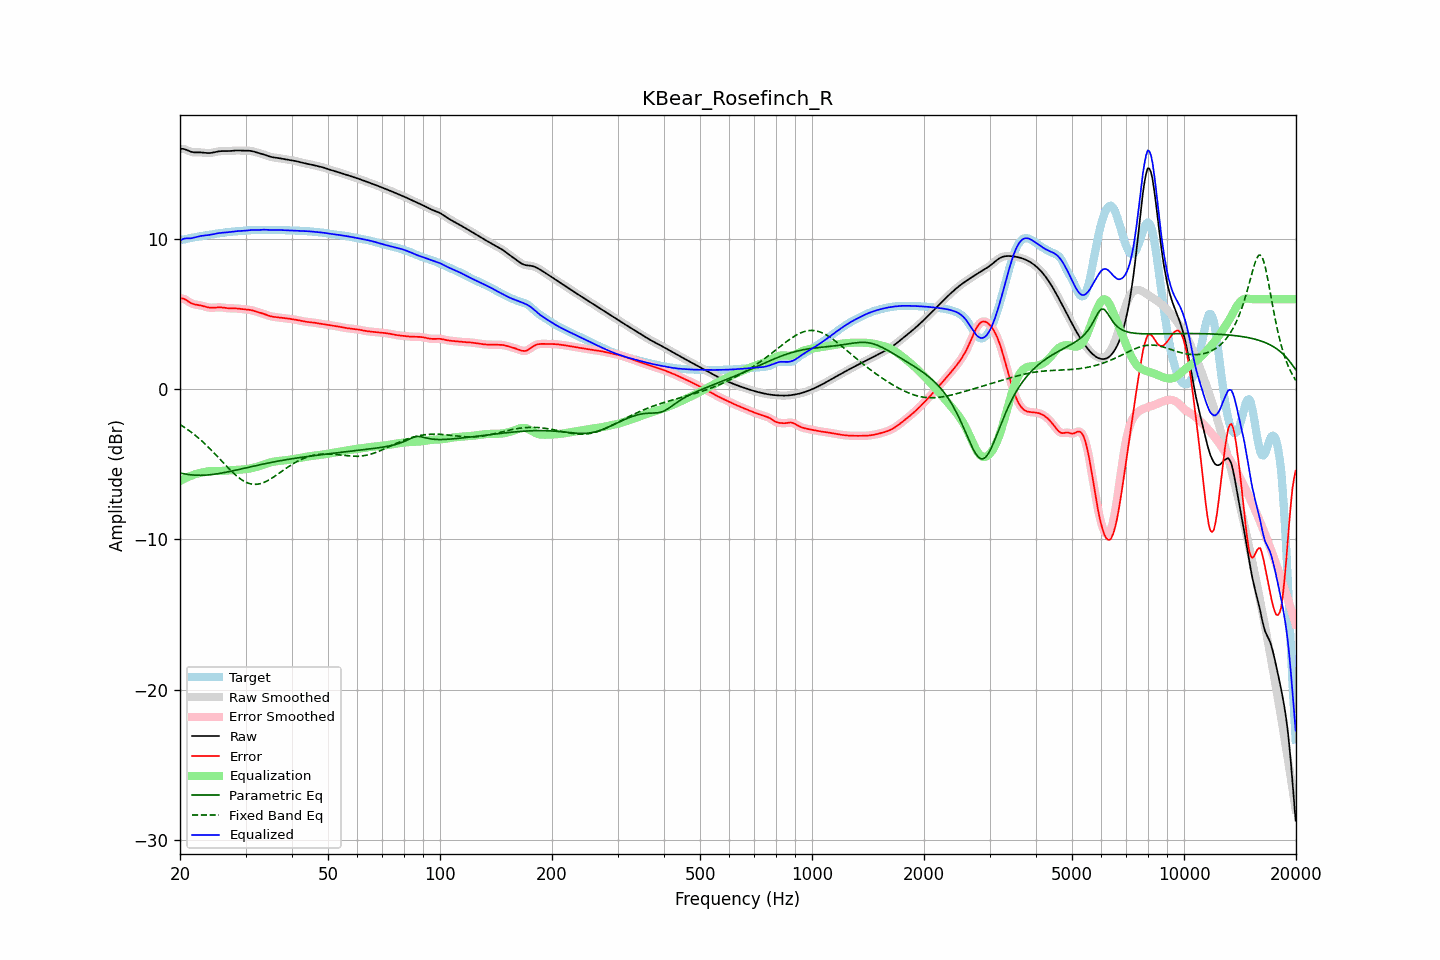 KBear_Rosefinch_R
10
0
−10
−20
−30
Amplitude (dBr)
Target
Raw Smoothed
Error Smoothed
Raw
Error
Equalization
Parametric Eq
Fixed Band Eq
Equalized
20 50 100 200 500 1000 2000 5000 10000 20000
Frequency (Hz)